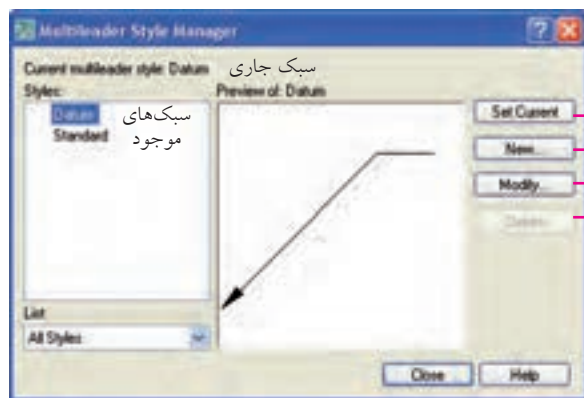 Multileader Style Manager
Current multileader style: Datum سبک جاری
Styles:
Preview of: Datum
Datum
Standard
سبک‌های
موجود
Set Current
New...
Modify...
Delete
List:
All Styles
Close
Help